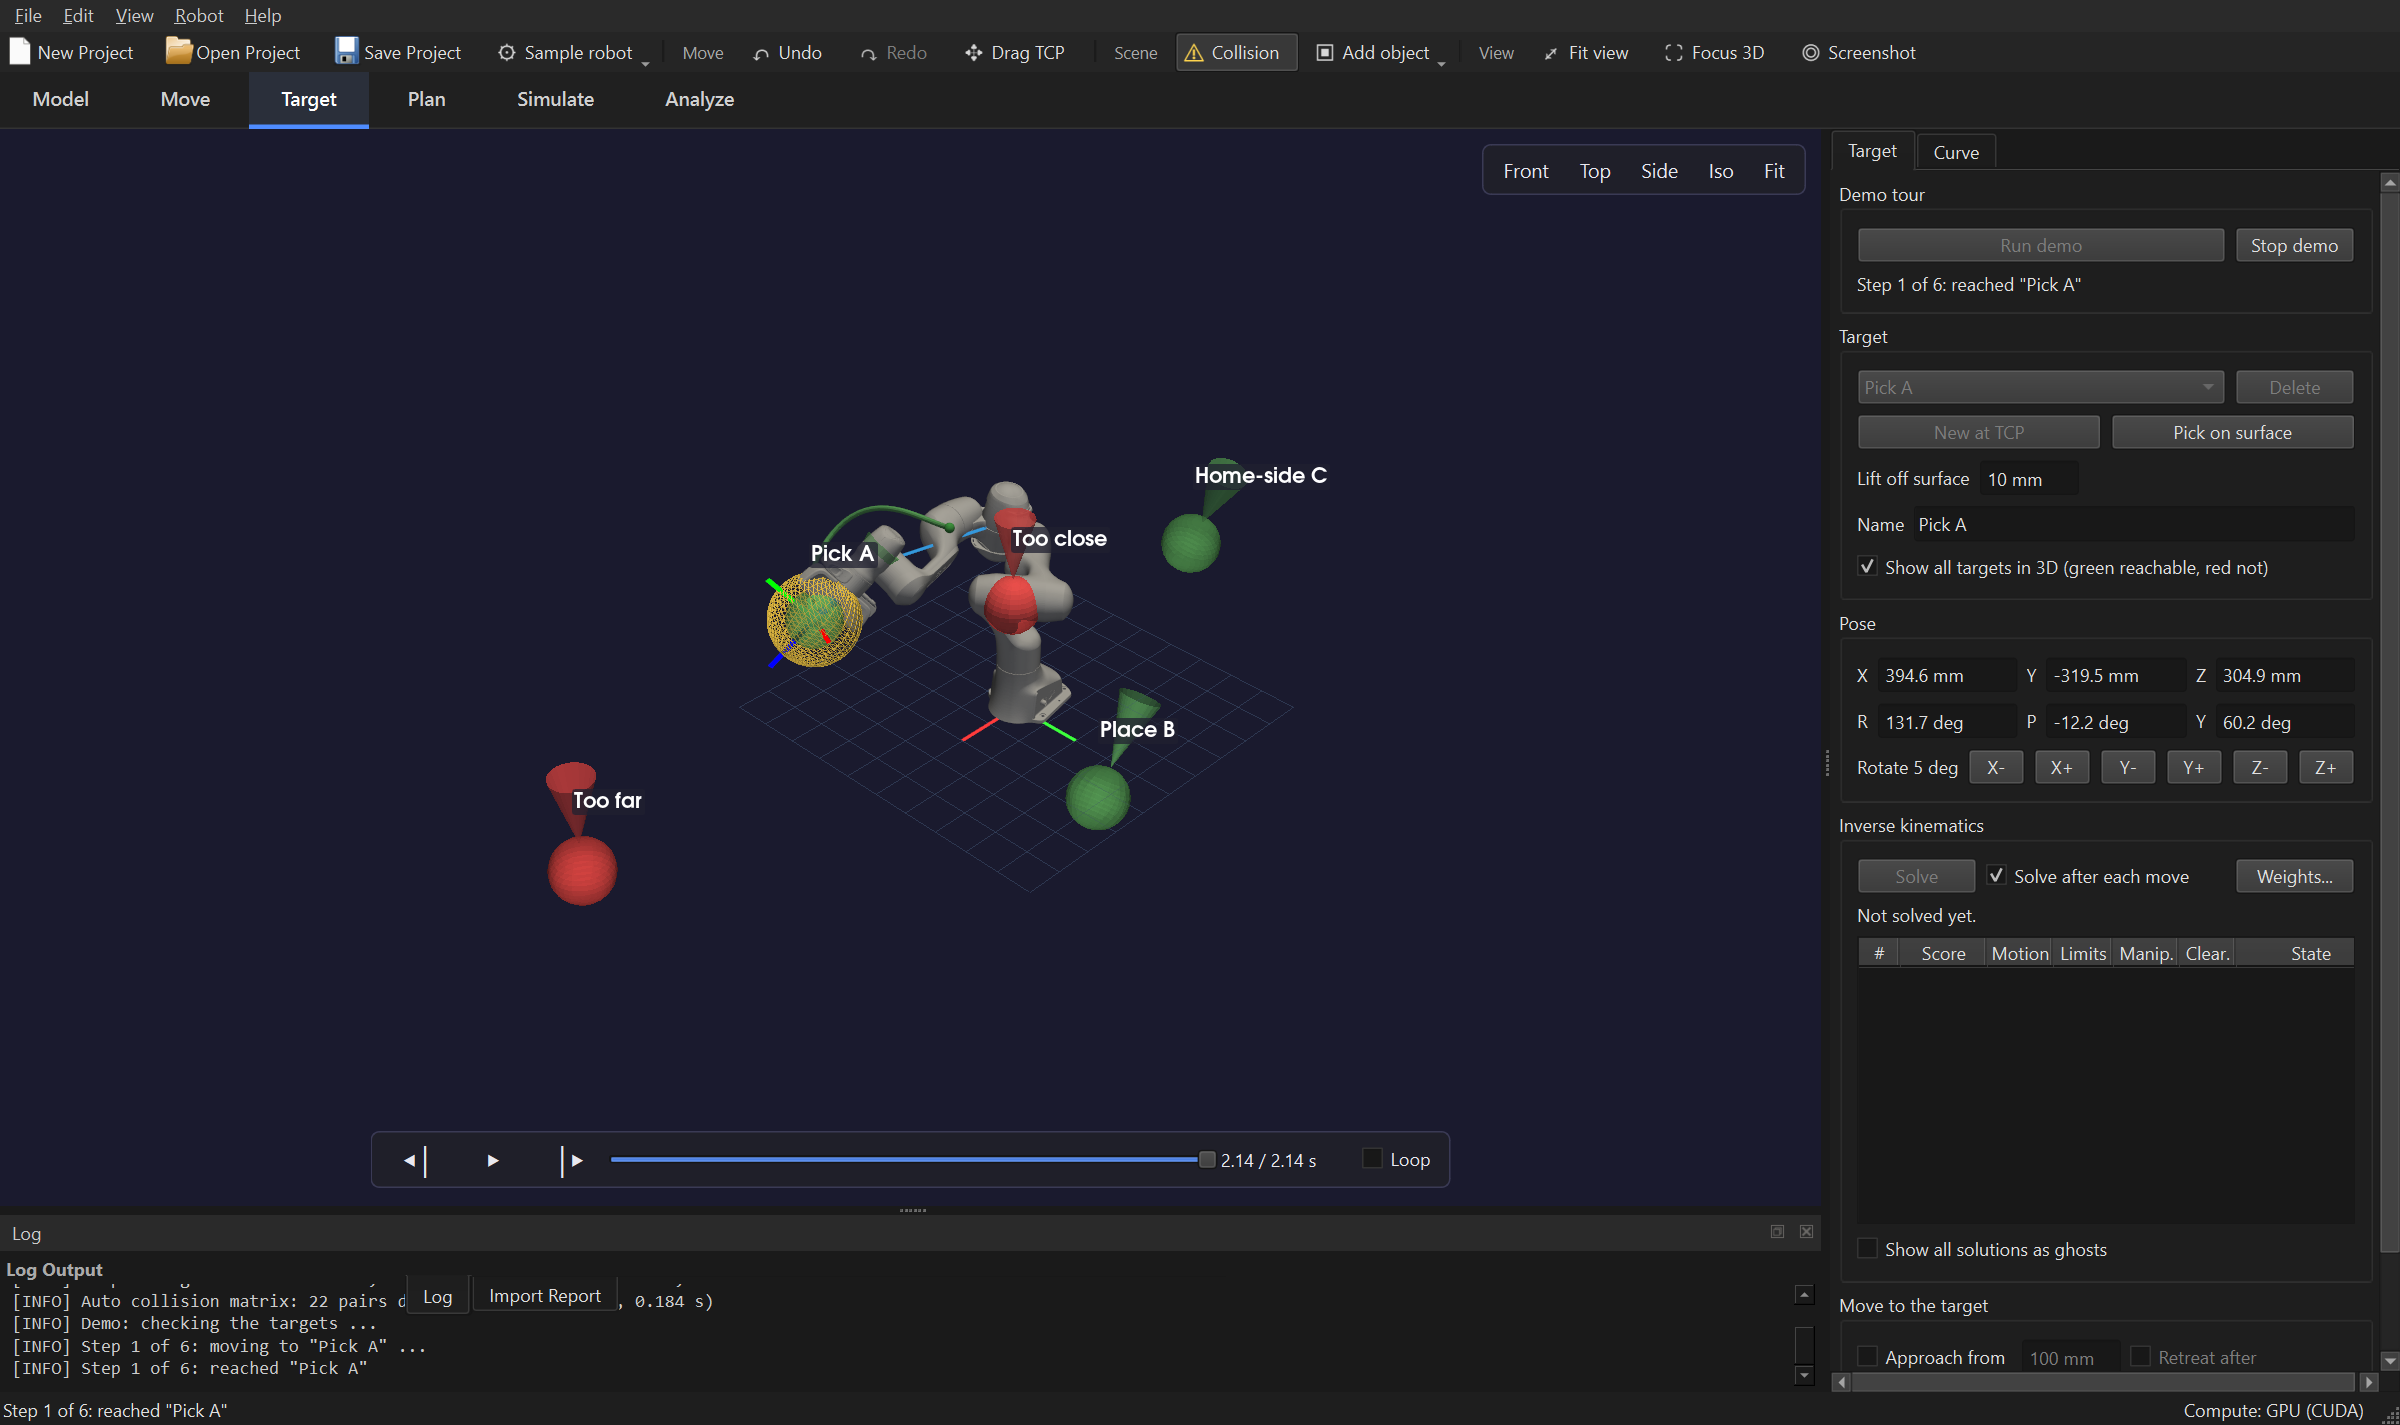 File Edit View Robot Help
New Project Open Project Save Project Sample robot Move Undo Redo Drag TCP Scene Collision Add object View Fit view Focus 3D Screenshot
Model Move Target Plan Simulate Analyze
Front Top Side Iso Fit
Home-side C
Too close
Pick A
Place B
Too far
2.14 / 2.14 s Loop
Target Curve
Demo tour
Run demo Stop demo
Step 1 of 6: reached "Pick A"
Target
Pick A Delete
New at TCP Pick on surface
Lift off surface 10 mm
Name Pick A
Show all targets in 3D (green reachable, red not)
Pose
X 394.6 mm Y -319.5 mm Z 304.9 mm
R 131.7 deg P -12.2 deg Y 60.2 deg
Rotate 5 deg X- X+ Y- Y+ Z- Z+
Inverse kinematics
Solve Solve after each move Weights...
Not solved yet.
# Score Motion Limits Manip. Clear. State
Show all solutions as ghosts
Move to the target
Approach from 100 mm Retreat after
Log
Log Output
[INFO] Auto collision matrix: 22 pairs d , 0.184 s)
Log Import Report
[INFO] Demo: checking the targets ...
[INFO] Step 1 of 6: moving to "Pick A" ...
[INFO] Step 1 of 6: reached "Pick A"
Step 1 of 6: reached "Pick A" Compute: GPU (CUDA)